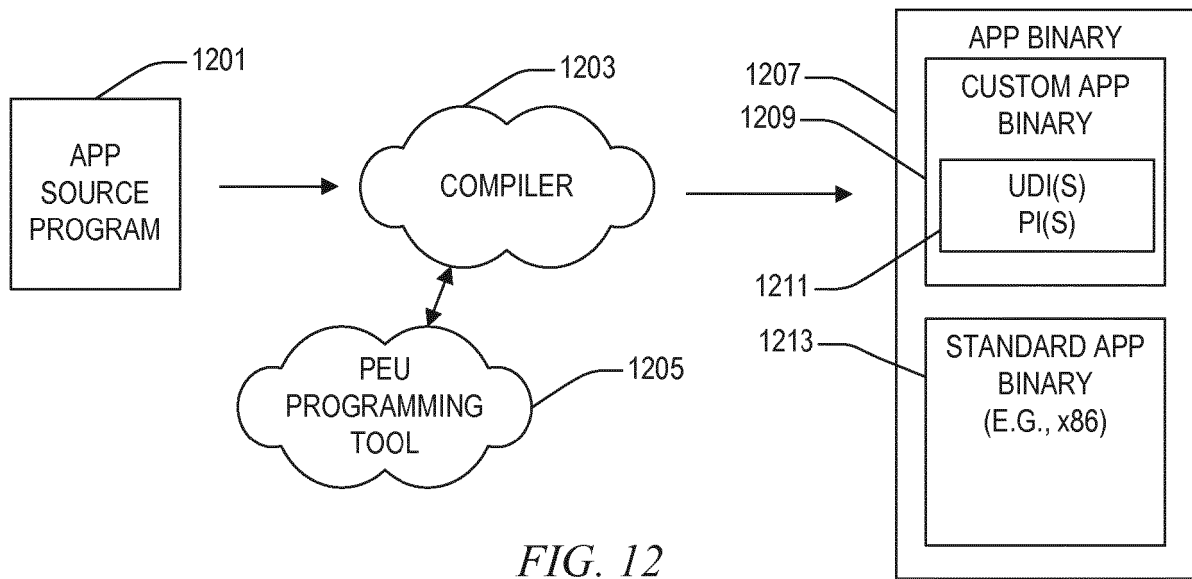 1201
APP
SOURCE
PROGRAM
1203
COMPILER
PEU
PROGRAMMING
TOOL
1205
1207
APP BINARY
1209
CUSTOM APP
BINARY
UDI(S)
PI(S)
1211
1213
STANDARD APP
BINARY
(E.G., x86)
FIG. 12